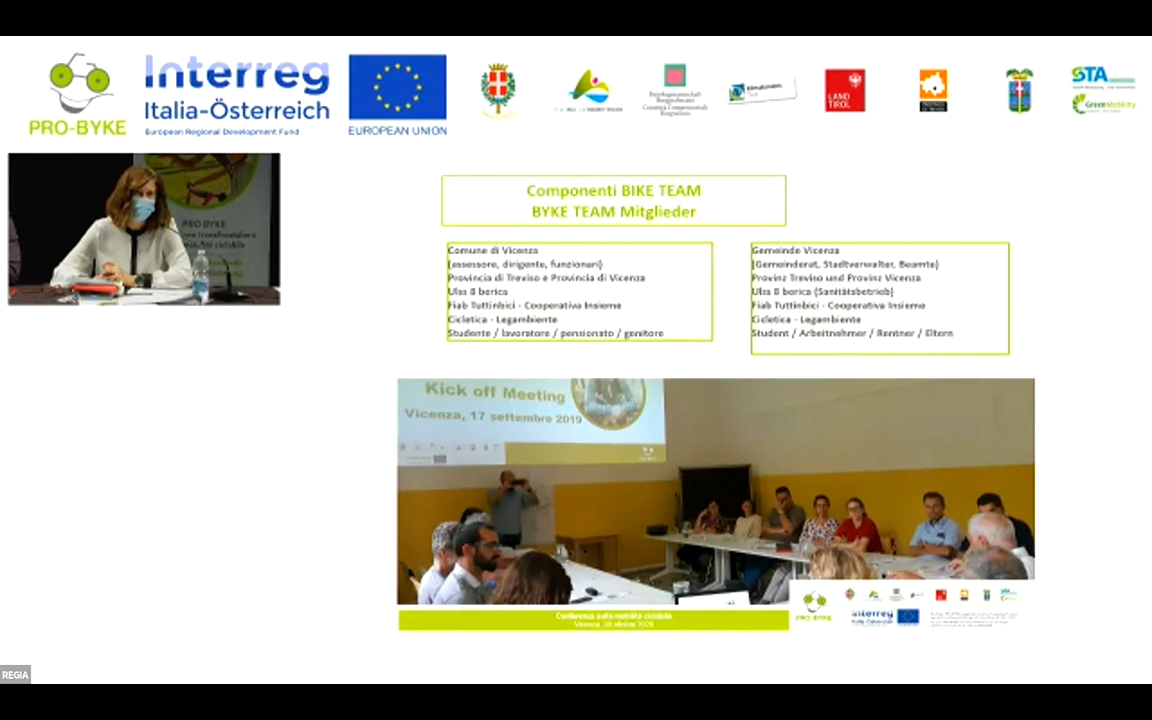 PRO-BYKE
Interreg
Italia-Österreich
European Regional Development Fund
EUROPEAN UNION
LAND
TIROL
STA
GreenMobility
PRO BYKE
Componenti BIKE TEAM
BYKE TEAM Mitglieder
Comune di Vicenza
(assessore, dirigente, funzionari)
Provincia di Treviso e Provincia di Vicenza
Ulss 8 berica
Fiab Tuttinbici - Cooperativa Insieme
Cicletica - Legambiente
Studente / lavoratore / pensionato / genitore
Gemeinde Vicenza
(Gemeinderat, Stadtverwalter, Beamte)
Provinz Treviso und Provinz Vicenza
Ulss 8 berica (Sanitätsbetrieb)
Fiab Tuttinbici - Cooperativa Insieme
Cicletica - Legambiente
Student / Arbeitnehmer / Rentner / Eltern
Kick off Meeting
Vicenza, 17 settembre 2019
Conferenza sulla mobilità ciclabile
PRO-BYKE
Interreg
Italia-Österreich
REGIA